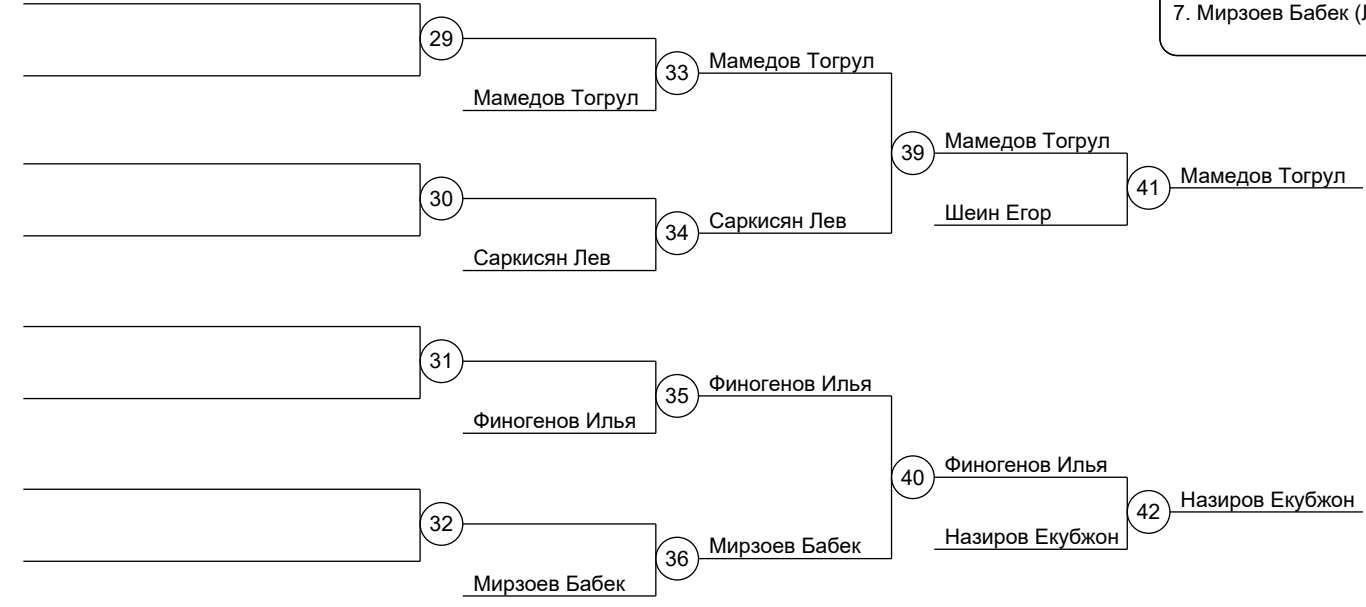 7. Мирзоев Бабек
29
33
Мамедов Тогрул
Мамедов Тогрул
39
Мамедов Тогрул
41
Мамедов Тогрул
30
34
Саркисян Лев
Шеин Егор
Саркисян Лев
31
35
Финогенов Илья
Финогенов Илья
40
Финогенов Илья
42
Назиров Екубжон
32
36
Мирзоев Бабек
Назиров Екубжон
Мирзоев Бабек